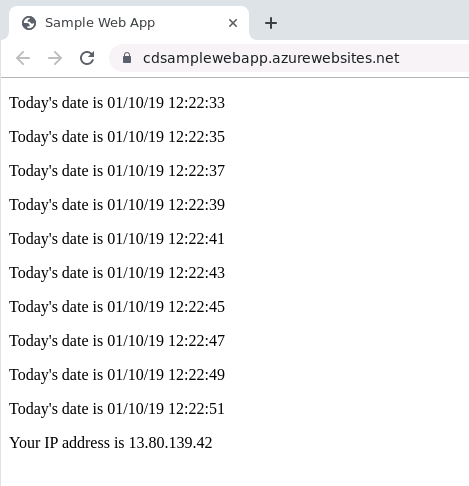 Sample Web App
cdsamplewebapp.azurewebsites.net
Today's date is 01/10/19 12:22:33
Today's date is 01/10/19 12:22:35
Today's date is 01/10/19 12:22:37
Today's date is 01/10/19 12:22:39
Today's date is 01/10/19 12:22:41
Today's date is 01/10/19 12:22:43
Today's date is 01/10/19 12:22:45
Today's date is 01/10/19 12:22:47
Today's date is 01/10/19 12:22:49
Today's date is 01/10/19 12:22:51
Your IP address is 13.80.139.42